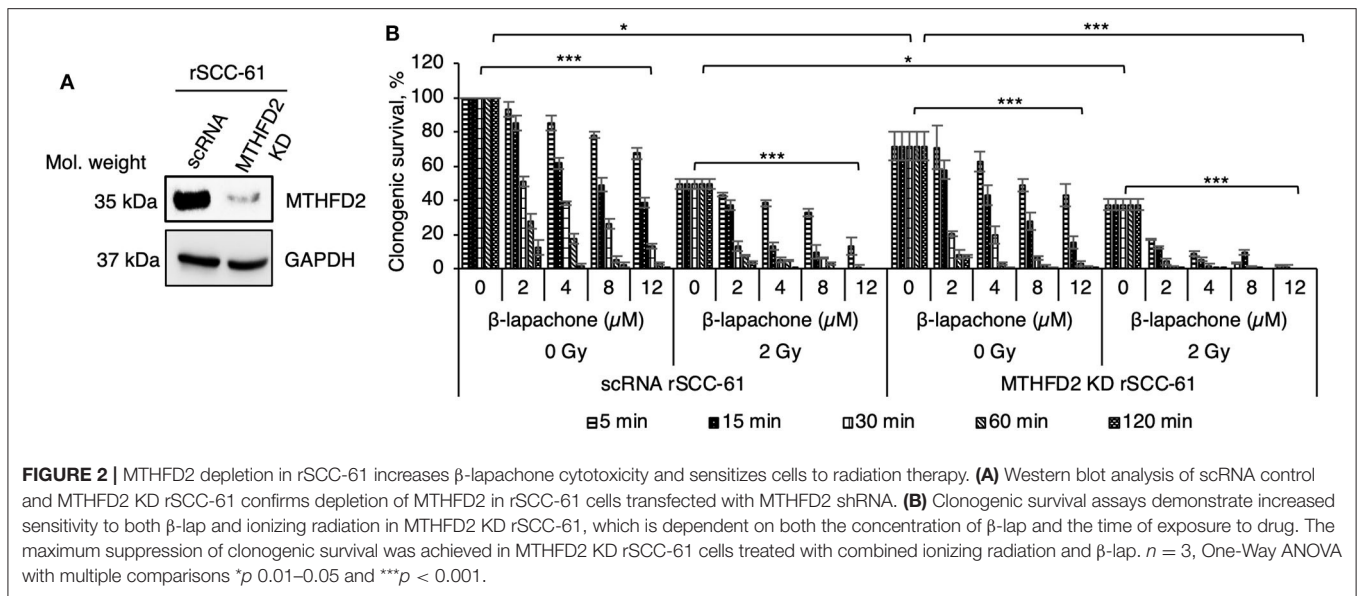 A
rSCC-61
scRNA
MTHFD2
KD
Mol. weight
35 kDa
MTHFD2
37 kDa
GAPDH
B
* ***
*
***
***
***
***
Clonogenic survival, %
120
100
80
60
40
20
0
0 2 4 8 12 0 2 4 8 12 0 2 4 8 12 0 2 4 8 12
β-lapachone (µM) β-lapachone (µM) β-lapachone (µM) β-lapachone (µM)
0 Gy 2 Gy 0 Gy 2 Gy
scRNA rSCC-61 MTHFD2 KD rSCC-61
5 min 15 min 30 min 60 min 120 min
FIGURE 2 | MTHFD2 depletion in rSCC-61 increases β-lapachone cytotoxicity and sensitizes cells to radiation therapy. (A) Western blot analysis of scRNA control
and MTHFD2 KD rSCC-61 confirms depletion of MTHFD2 in rSCC-61 cells transfected with MTHFD2 shRNA. (B) Clonogenic survival assays demonstrate increased
sensitivity to both β-lap and ionizing radiation in MTHFD2 KD rSCC-61, which is dependent on both the concentration of β-lap and the time of exposure to drug. The
maximum suppression of clonogenic survival was achieved in MTHFD2 KD rSCC-61 cells treated with combined ionizing radiation and β-lap. n = 3, One-Way ANOVA
with multiple comparisons *p 0.01–0.05 and ***p < 0.001.